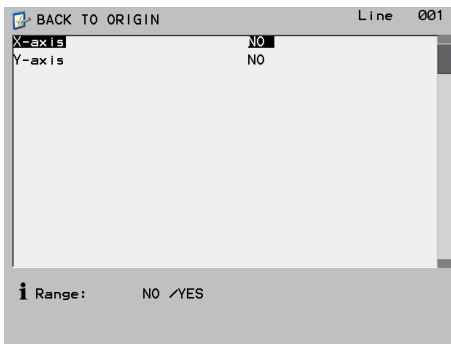 BACK TO ORIGIN Line 001
X-axis NO
Y-axis NO
i Range: NO /YES